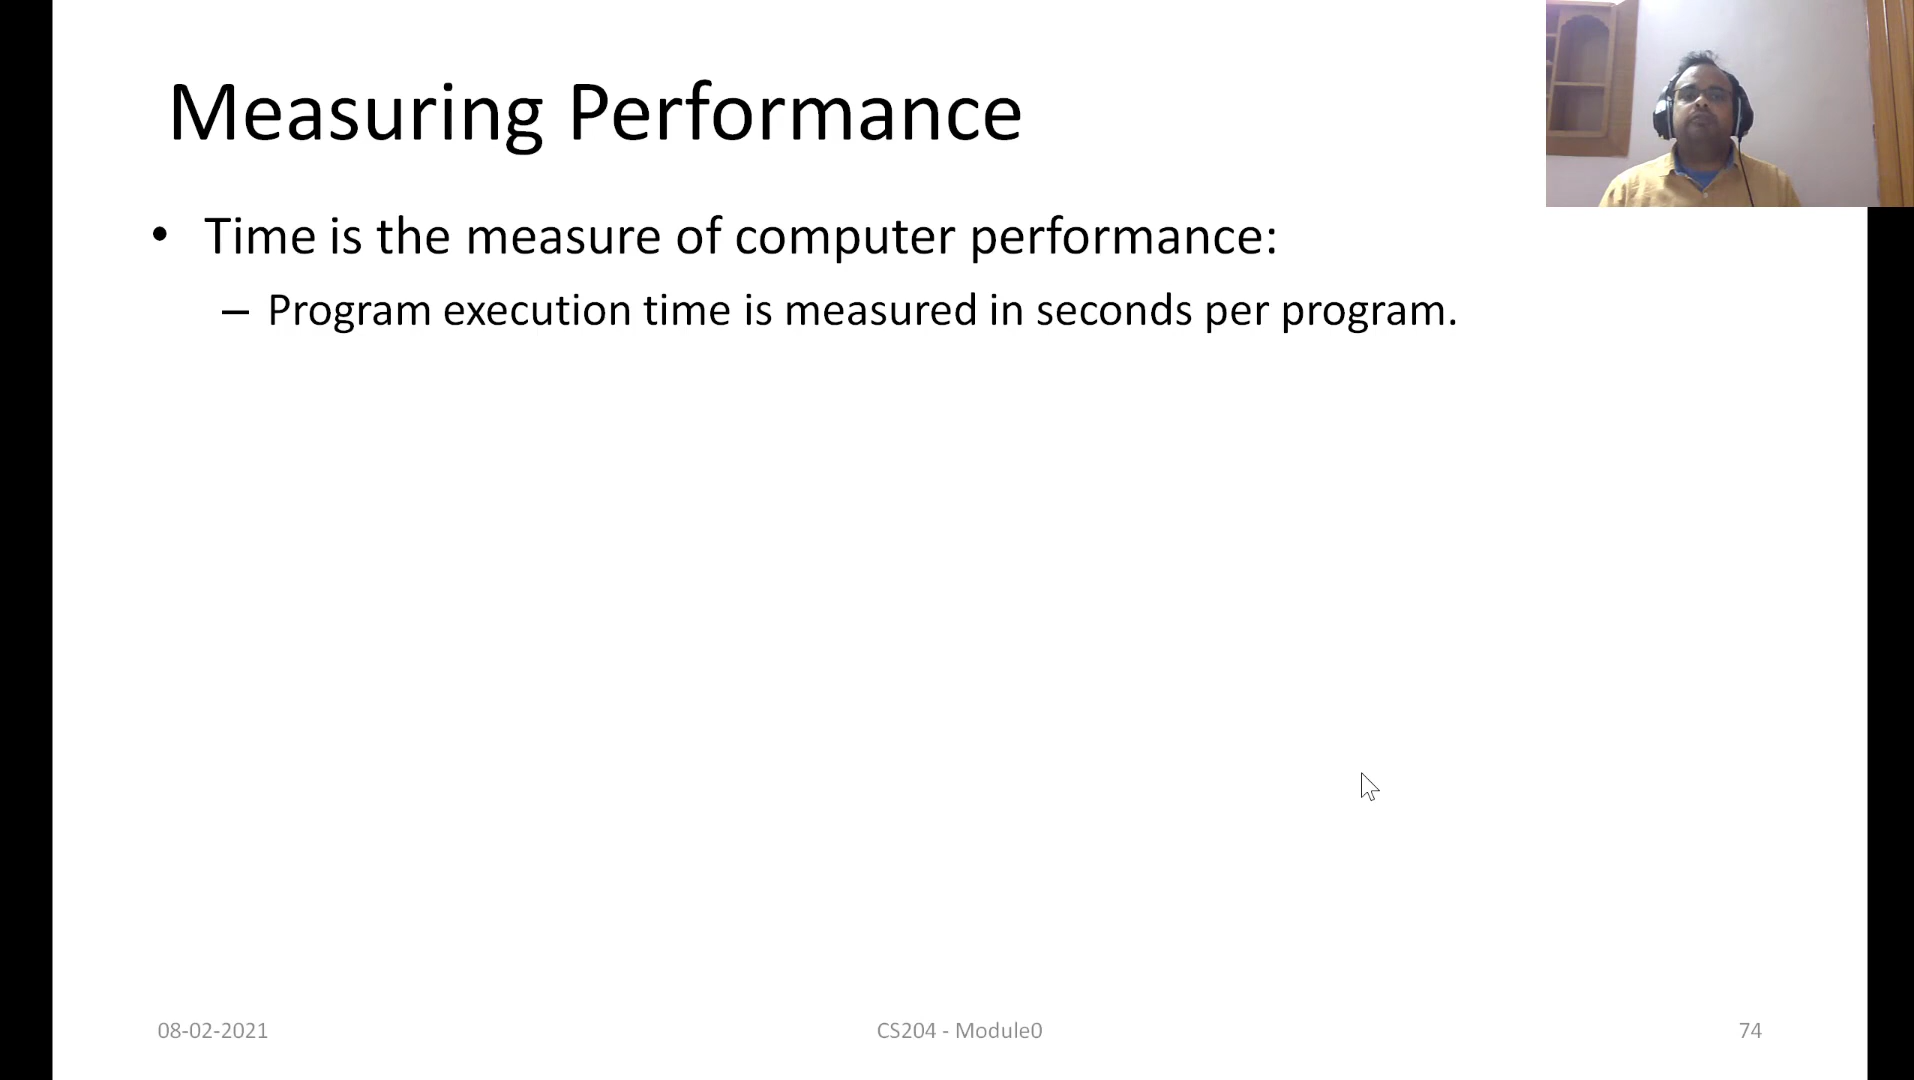 Measuring Performance
• Time is the measure of computer performance:
– Program execution time is measured in seconds per program.
08-02-2021
CS204 - Module0
74